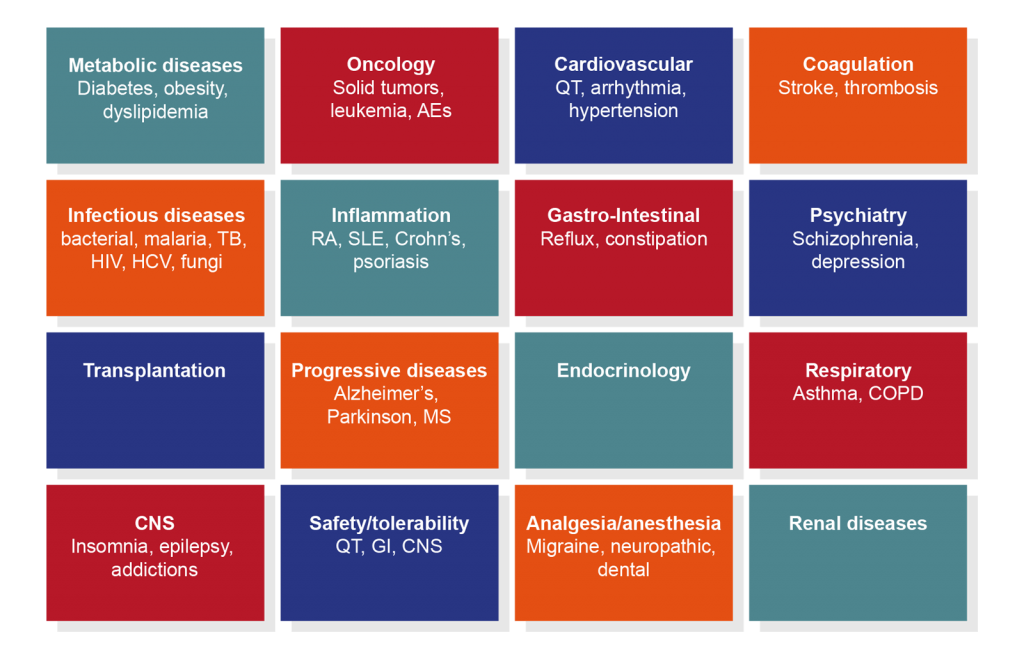 Metabolic diseases
Diabetes, obesity,
dyslipidemia
Oncology
Solid tumors,
leukemia, AEs
Cardiovascular
QT, arrhythmia,
hypertension
Coagulation
Stroke, thrombosis
Infectious diseases
bacterial, malaria, TB,
HIV, HCV, fungi
Inflammation
RA, SLE, Crohn’s,
psoriasis
Gastro-Intestinal
Reflux, constipation
Psychiatry
Schizophrenia,
depression
Transplantation
Progressive diseases
Alzheimer’s,
Parkinson, MS
Endocrinology
Respiratory
Asthma, COPD
CNS
Insomnia, epilepsy,
addictions
Safety/tolerability
QT, GI, CNS
Analgesia/anesthesia
Migraine, neuropathic,
dental
Renal diseases